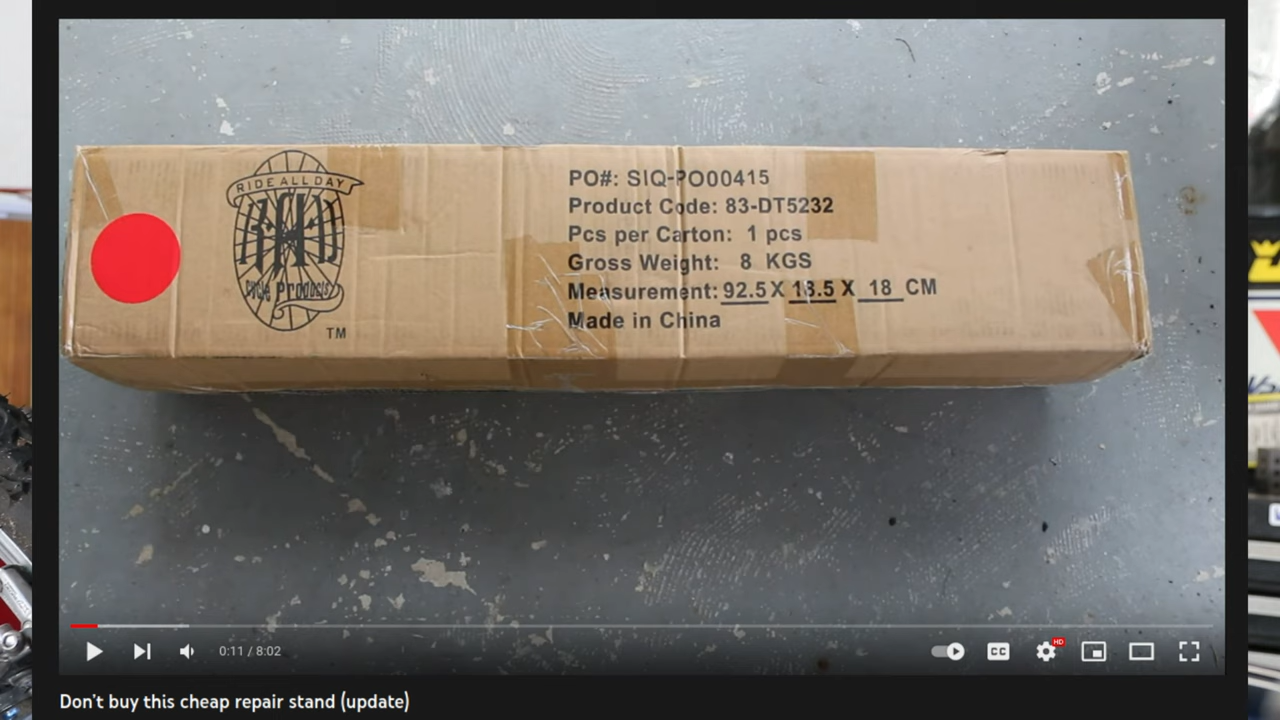 RIDE ALL DAY
RAD
Cycle Products
TM
PO#: SIQ-PO00415
Product Code: 83-DT5232
Pcs per Carton: 1 pcs
Gross Weight: 8 KGS
Measurement: 92.5 X 18.5 X 18 CM
Made in China
0:11 / 8:02
CC
HD
Don't buy this cheap repair stand (update)